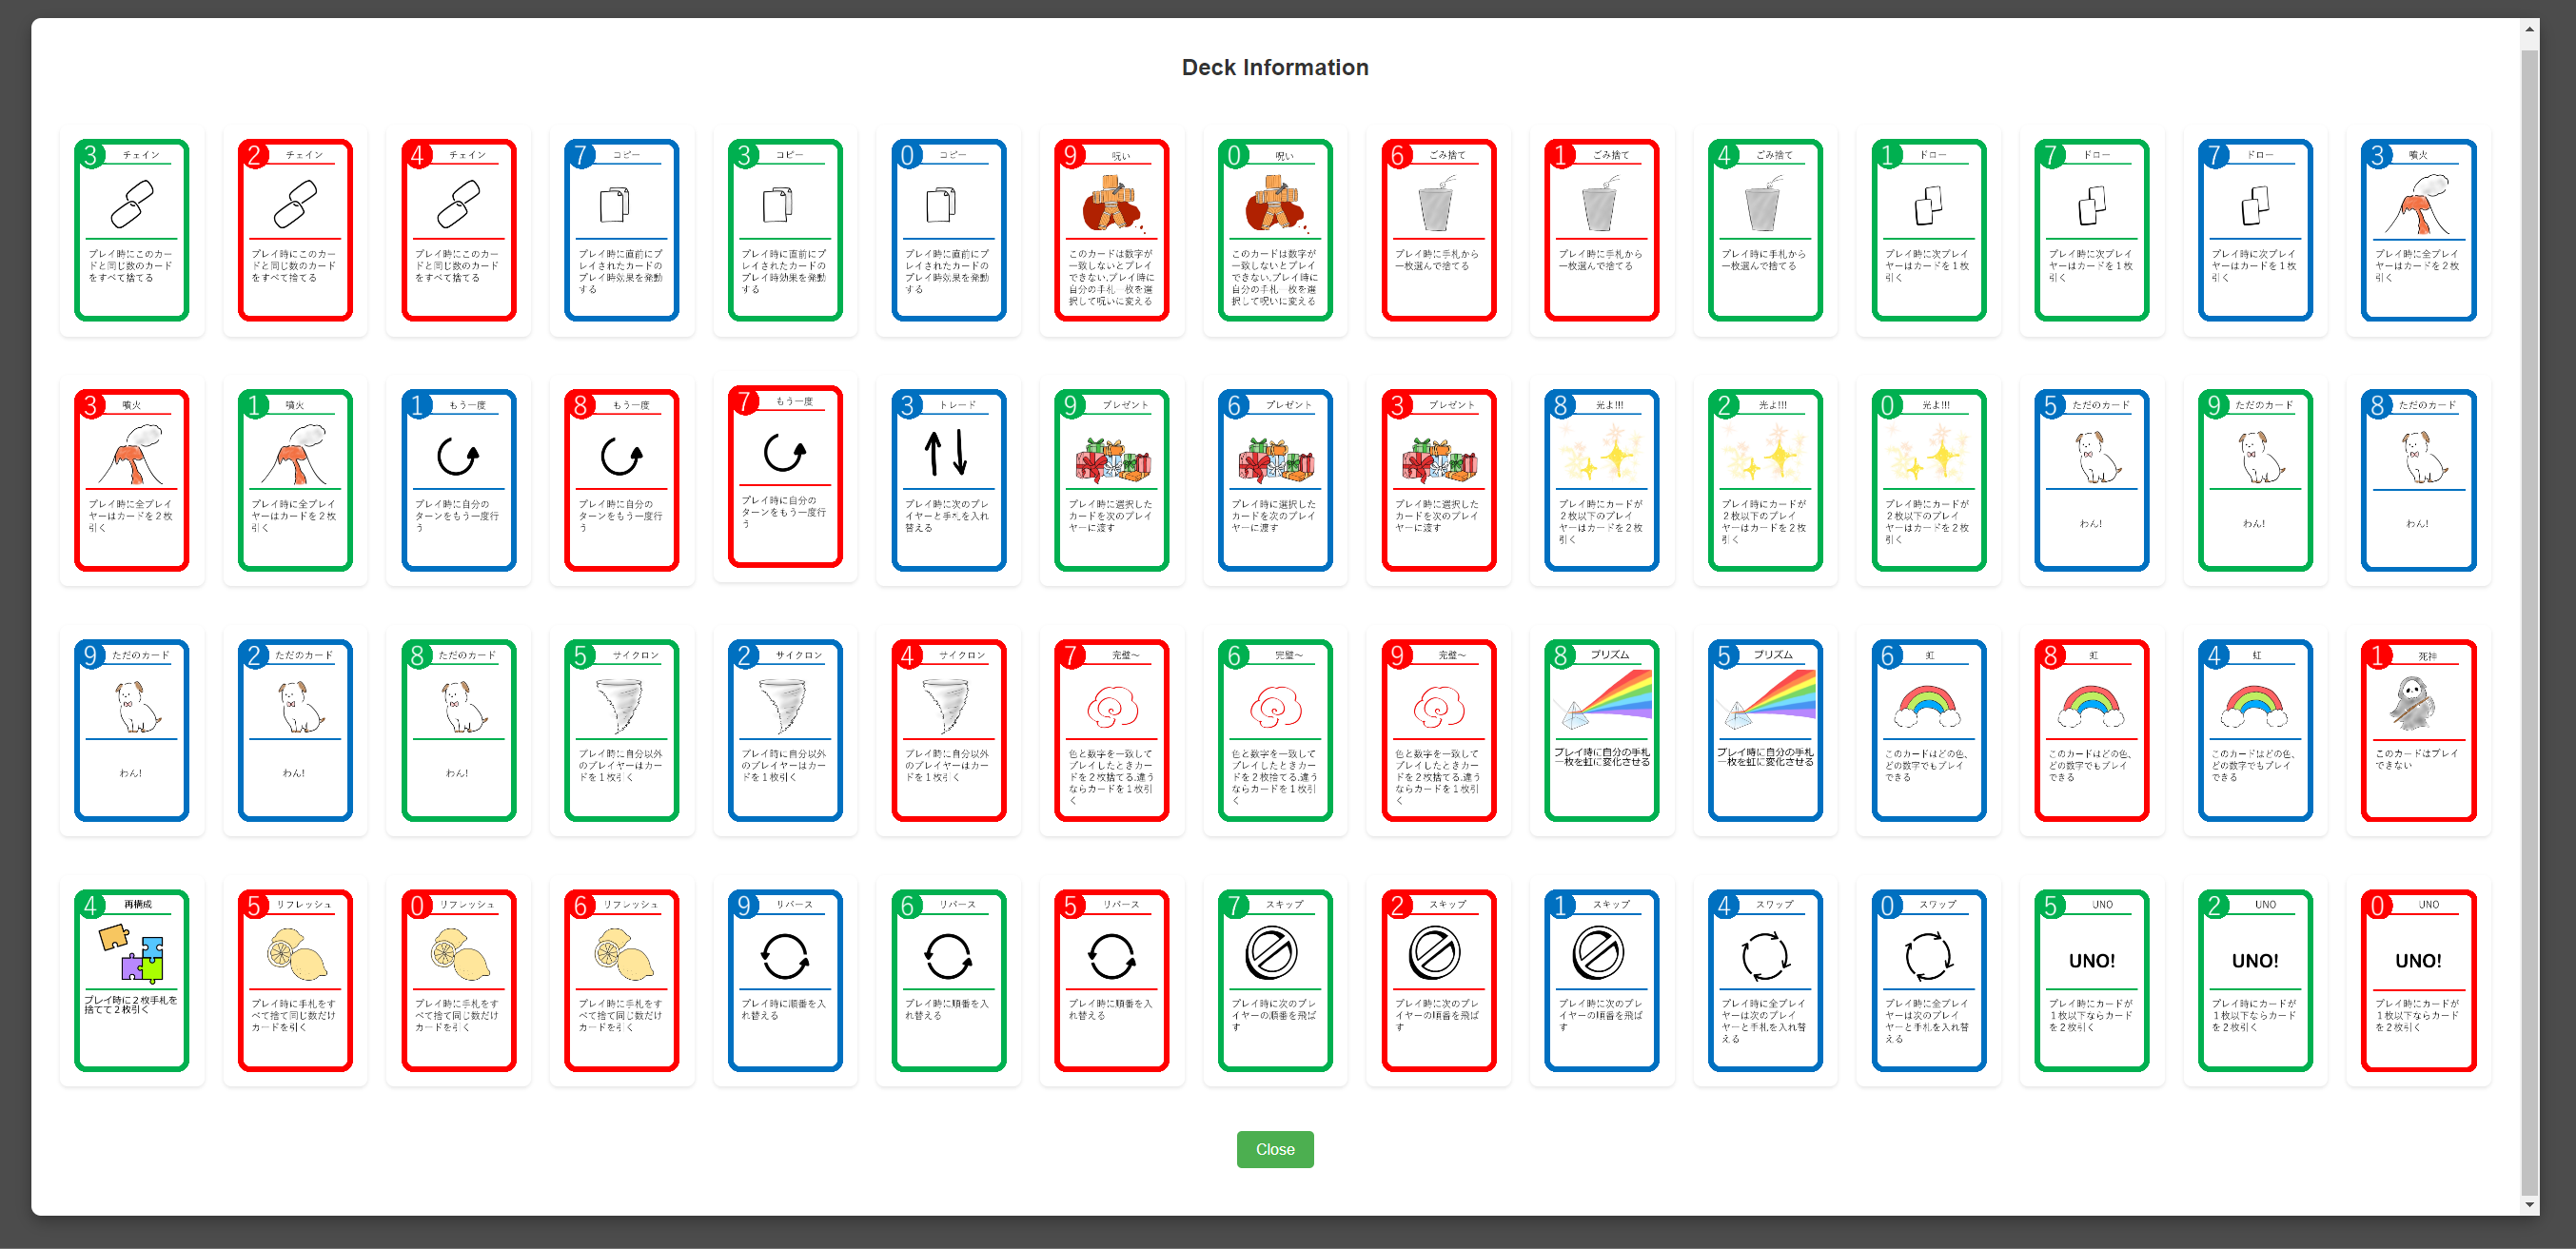 Deck Information
3 チェイン
プレイ時にこのカー
ドと同じ数のカード
をすべて捨てる
2 チェイン
プレイ時にこのカー
ドと同じ数のカード
をすべて捨てる
4 チェイン
プレイ時にこのカー
ドと同じ数のカード
をすべて捨てる
7 コピー
プレイ時に直前にプ
レイされたカードの
プレイ時効果を発動
する
3 コピー
プレイ時に直前にプ
レイされたカードの
プレイ時効果を発動
する
0 コピー
プレイ時に直前にプ
レイされたカードの
プレイ時効果を発動
する
9 呪い
このカードは数字が
一致しないとプレイ
できない.プレイ時に
自分の手札一枚を選
択して呪いに変える
0 呪い
このカードは数字が
一致しないとプレイ
できない.プレイ時に
自分の手札一枚を選
択して呪いに変える
6 ごみ捨て
プレイ時に手札から
一枚選んで捨てる
1 ごみ捨て
プレイ時に手札から
一枚選んで捨てる
4 ごみ捨て
プレイ時に手札から
一枚選んで捨てる
1 ドロー
プレイ時に次プレイ
ヤーはカードを1枚
引く
7 ドロー
プレイ時に次プレイ
ヤーはカードを1枚
引く
7 ドロー
プレイ時に次プレイ
ヤーはカードを1枚
引く
3 噴火
プレイ時に全プレイ
ヤーはカードを2枚
引く
3 噴火
プレイ時に全プレイ
ヤーはカードを2枚
引く
1 噴火
プレイ時に全プレイ
ヤーはカードを2枚
引く
1 もう一度
プレイ時に自分の
ターンをもう一度行
う
8 もう一度
プレイ時に自分の
ターンをもう一度行
う
7 もう一度
プレイ時に自分の
ターンをもう一度行
う
3 トレード
プレイ時に次のプレ
イヤーと手札を入れ
替える
9 プレゼント
プレイ時に選択した
カードを次のプレイ
ヤーに渡す
6 プレゼント
プレイ時に選択した
カードを次のプレイ
ヤーに渡す
3 プレゼント
プレイ時に選択した
カードを次のプレイ
ヤーに渡す
8 光よ!!!
プレイ時にカードが
2枚以下のプレイ
ヤーはカードを2枚
引く
2 光よ!!!
プレイ時にカードが
2枚以下のプレイ
ヤーはカードを2枚
引く
0 光よ!!!
プレイ時にカードが
2枚以下のプレイ
ヤーはカードを2枚
引く
5 ただのカード
わん!
9 ただのカード
わん!
8 ただのカード
わん!
9 ただのカード
わん!
2 ただのカード
わん!
8 ただのカード
わん!
5 サイクロン
プレイ時に自分以外
のプレイヤーはカー
ドを1枚引く
2 サイクロン
プレイ時に自分以外
のプレイヤーはカー
ドを1枚引く
4 サイクロン
プレイ時に自分以外
のプレイヤーはカー
ドを1枚引く
7 完璧～
色と数字を一致して
プレイしたときカー
ドを2枚捨てる.違う
ならカードを1枚引
く
6 完璧～
色と数字を一致して
プレイしたときカー
ドを2枚捨てる.違う
ならカードを1枚引
く
9 完璧～
色と数字を一致して
プレイしたときカー
ドを2枚捨てる.違う
ならカードを1枚引
く
8 プリズム
プレイ時に自分の手札
一枚を虹に変化させる
5 プリズム
プレイ時に自分の手札
一枚を虹に変化させる
6 虹
このカードはどの色、
どの数字でもプレイ
できる
8 虹
このカードはどの色、
どの数字でもプレイ
できる
4 虹
このカードはどの色、
どの数字でもプレイ
できる
1 死神
このカードはプレイ
できない
4 再構成
プレイ時に2枚手札を
捨てて2枚引く
5 リフレッシュ
プレイ時に手札をす
べて捨て同じ数だけ
カードを引く
0 リフレッシュ
プレイ時に手札をす
べて捨て同じ数だけ
カードを引く
6 リフレッシュ
プレイ時に手札をす
べて捨て同じ数だけ
カードを引く
9 リバース
プレイ時に順番を入
れ替える
6 リバース
プレイ時に順番を入
れ替える
5 リバース
プレイ時に順番を入
れ替える
7 スキップ
プレイ時に次のプレ
イヤーの順番を飛ば
す
2 スキップ
プレイ時に次のプレ
イヤーの順番を飛ば
す
1 スキップ
プレイ時に次のプレ
イヤーの順番を飛ば
す
4 スワップ
プレイ時に全プレイ
ヤーは次のプレイ
ヤーと手札を入れ替
える
0 スワップ
プレイ時に全プレイ
ヤーは次のプレイ
ヤーと手札を入れ替
える
5 UNO
UNO!
プレイ時にカードが
1枚以下ならカード
を2枚引く
2 UNO
UNO!
プレイ時にカードが
1枚以下ならカード
を2枚引く
0 UNO
UNO!
プレイ時にカードが
1枚以下ならカード
を2枚引く
Close